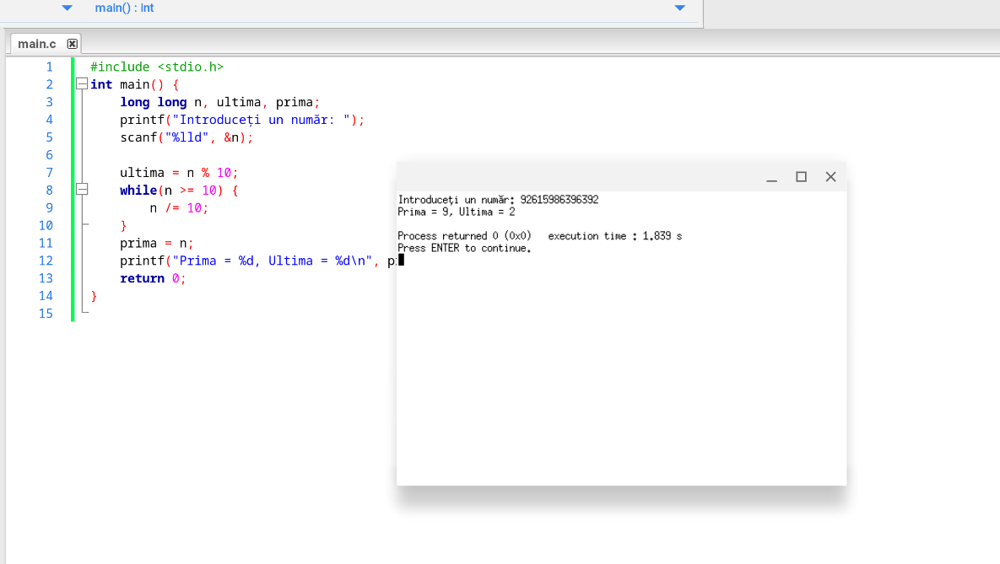 main() : int
main.c
1 #include <stdio.h>
2 int main() {
3 long long n, ultima, prima;
4 printf("Introduceți un număr: ");
5 scanf("%lld", &n);
6
7 ultima = n % 10;
8 while(n >= 10) {
9 n /= 10;
10 }
11 prima = n;
12 printf("Prima = %d, Ultima = %d\n", p
13 return 0;
14 }
15
Introduceți un număr: 92615986396392
Prima = 9, Ultima = 2
Process returned 0 (0x0) execution time : 1.839 s
Press ENTER to continue.